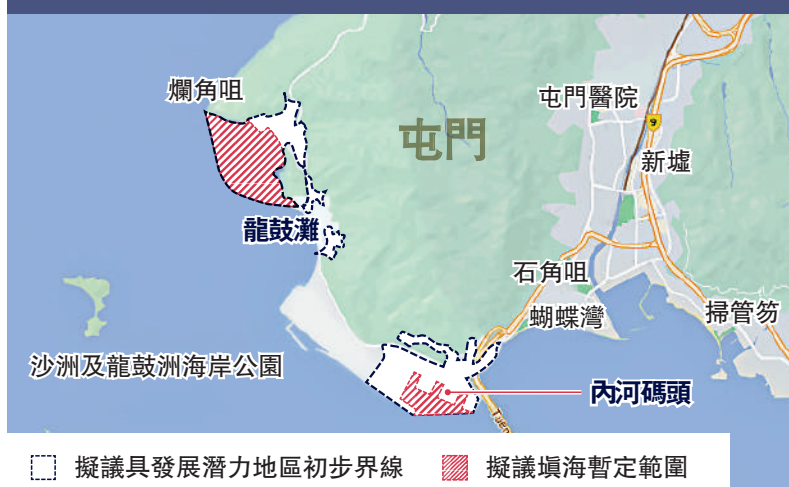 爛角咀
屯門醫院
屯門
9
新墟
龍鼓灘
石角咀
蝴蝶灣
掃管笏
沙洲及龍鼓洲海岸公園
內河碼頭
Tuen
擬議具發展潛力地區初步界線
擬議填海暫定範圍